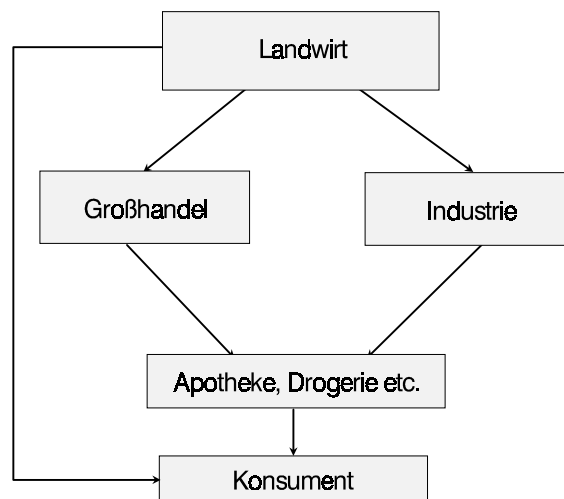 Landwirt
Großhandel
Industrie
Apotheke, Drogerie etc.
Konsument